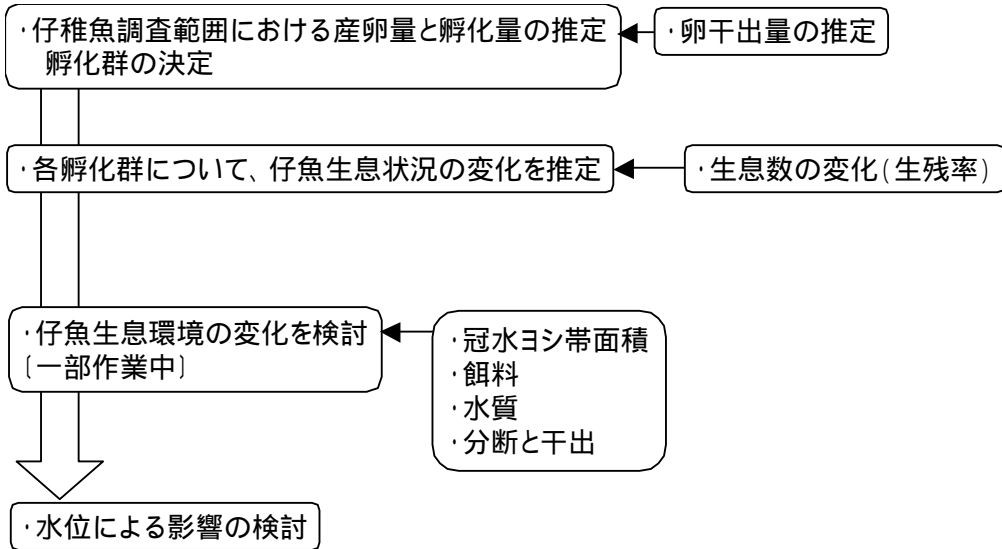 ・仔稚魚調査範囲における産卵量と孵化量の推定
孵化群の決定
・卵干出量の推定
・各孵化群について、仔魚生息状況の変化を推定
・生息数の変化(生残率)
・仔魚生息環境の変化を検討
〔一部作業中〕
・冠水ヨシ帯面積
・餌料
・水質
・分断と干出
・水位による影響の検討